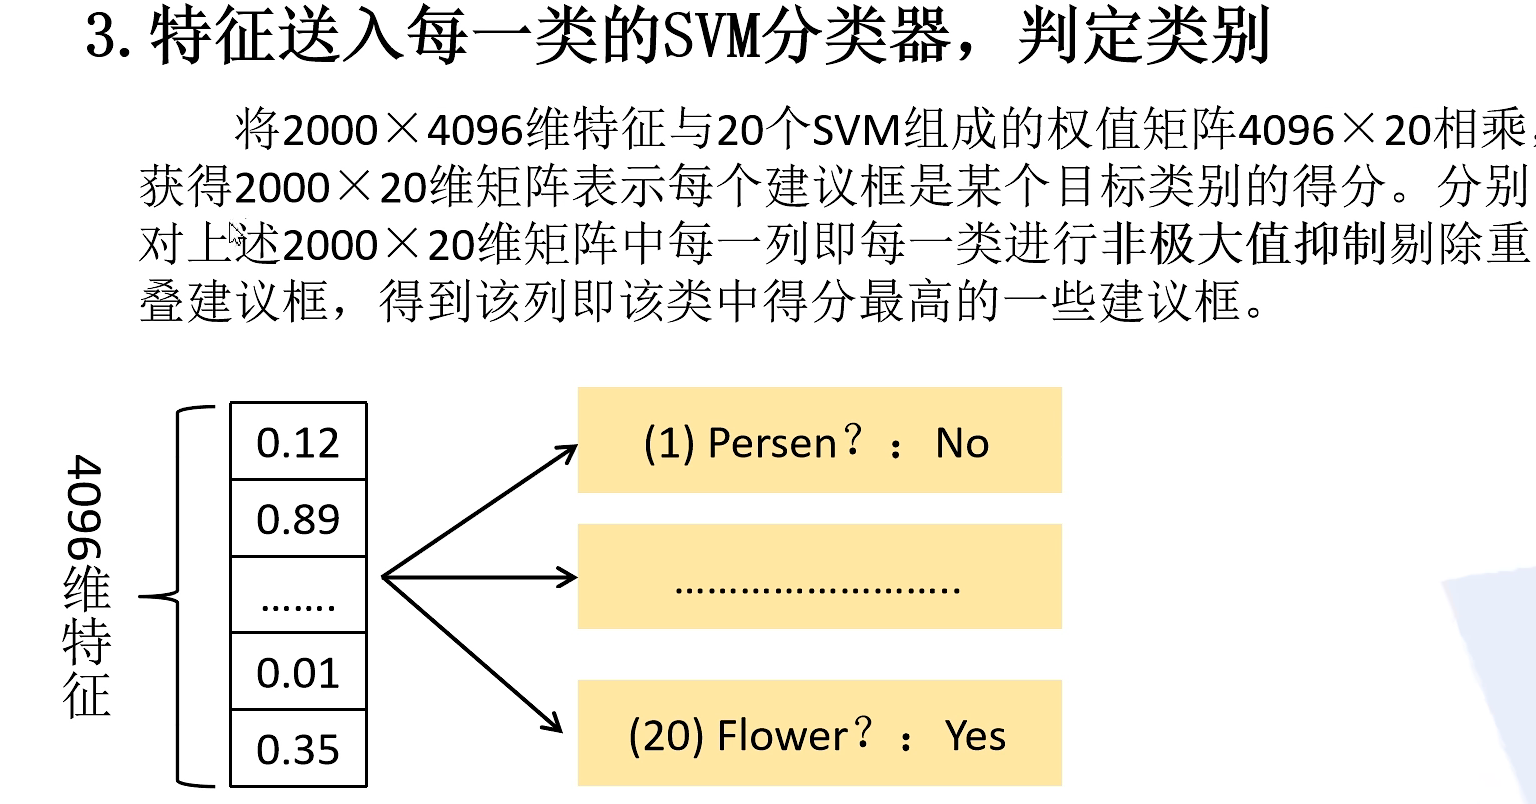 3. 特征送入每一类的SVM分类器，判定类别
将2000×4096维特征与20个SVM组成的权值矩阵4096×20相乘，
获得2000×20维矩阵表示每个建议框是某个目标类别的得分。分别
对上述2000×20维矩阵中每一列即每一类进行非极大值抑制剔除重
叠建议框，得到该列即该类中得分最高的一些建议框。
4096维特征
0.12
0.89
.......
0.01
0.35
(1) Persen？： No
..........................
(20) Flower？： Yes